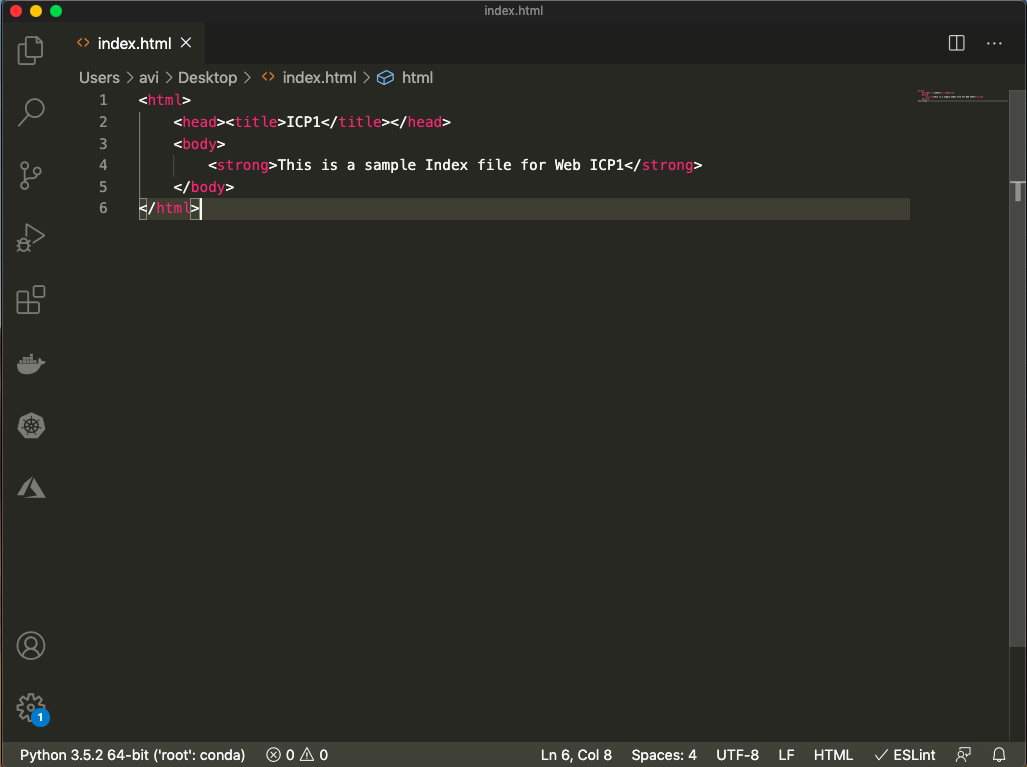 index.html
index.html
Users > avi > Desktop > index.html > html
1 <html>
2 <head><title>ICP1</title></head>
3 <body>
4 <strong>This is a sample Index file for Web ICP1</strong>
5 </body>
6 </html>
T
1
Python 3.5.2 64-bit ('root': conda) 0 0 Ln 6, Col 8 Spaces: 4 UTF-8 LF HTML ESLint